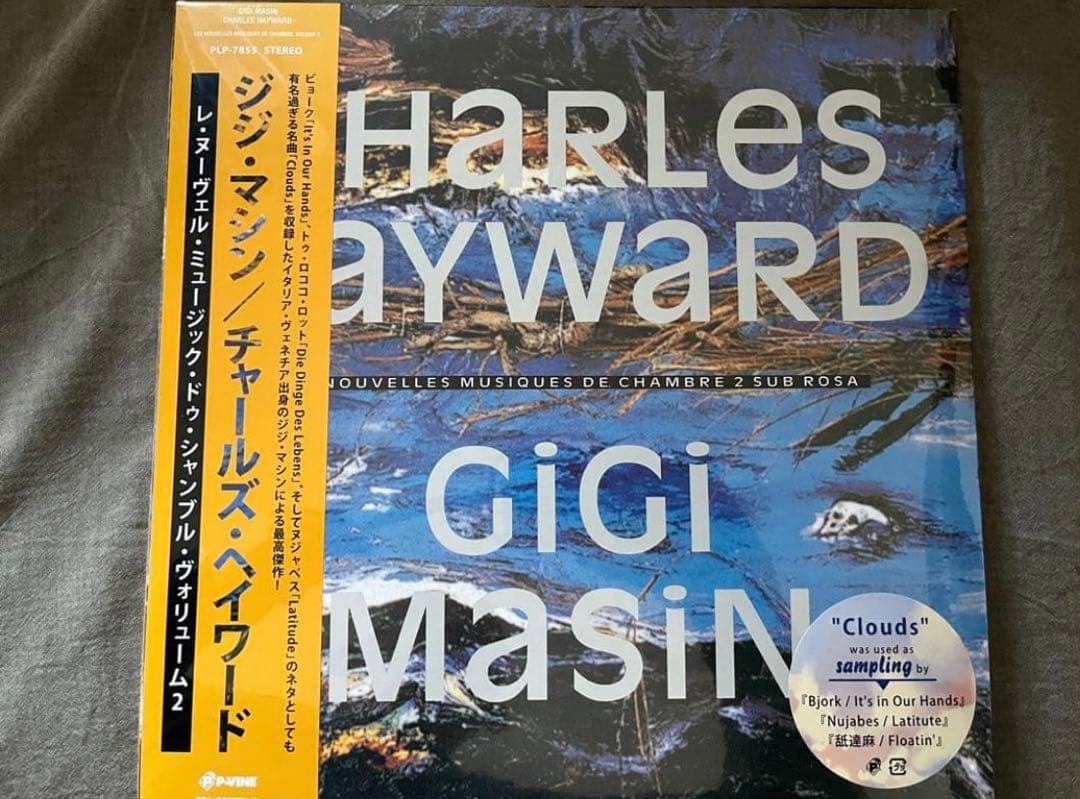 GIGI MASIN
CHARLES HAYWARD
LES NOUVELLES MUSIQUES DE CHAMBRE VOLUME 2
PLP-7855 STEREO
ビョーク「It's In Our Hands」、トゥ・ロココ・ロット「Die Dinge Des Lebens」、そしてヌジャベス「Latitude」のネタとしても
有名過ぎる名曲「Clouds」を収録したイタリア・ヴェネチア出身のジジ・マシンによる最高傑作!
ジジ・マシン/チャールズ・ヘイワード
レ・ヌーヴェル・ミュージック・ドゥ・シャンブル・ヴォリューム2
P-VINE
HaRLes
aYWaRD
NOUVELLES MUSIQUES DE CHAMBRE 2 SUB ROSA
GiGi
MasiN
"Clouds"
was used as
sampling by
『Bjork / It's in Our Hands』
『Nujabes / Latitute』
『舐達麻 / Floatin'』